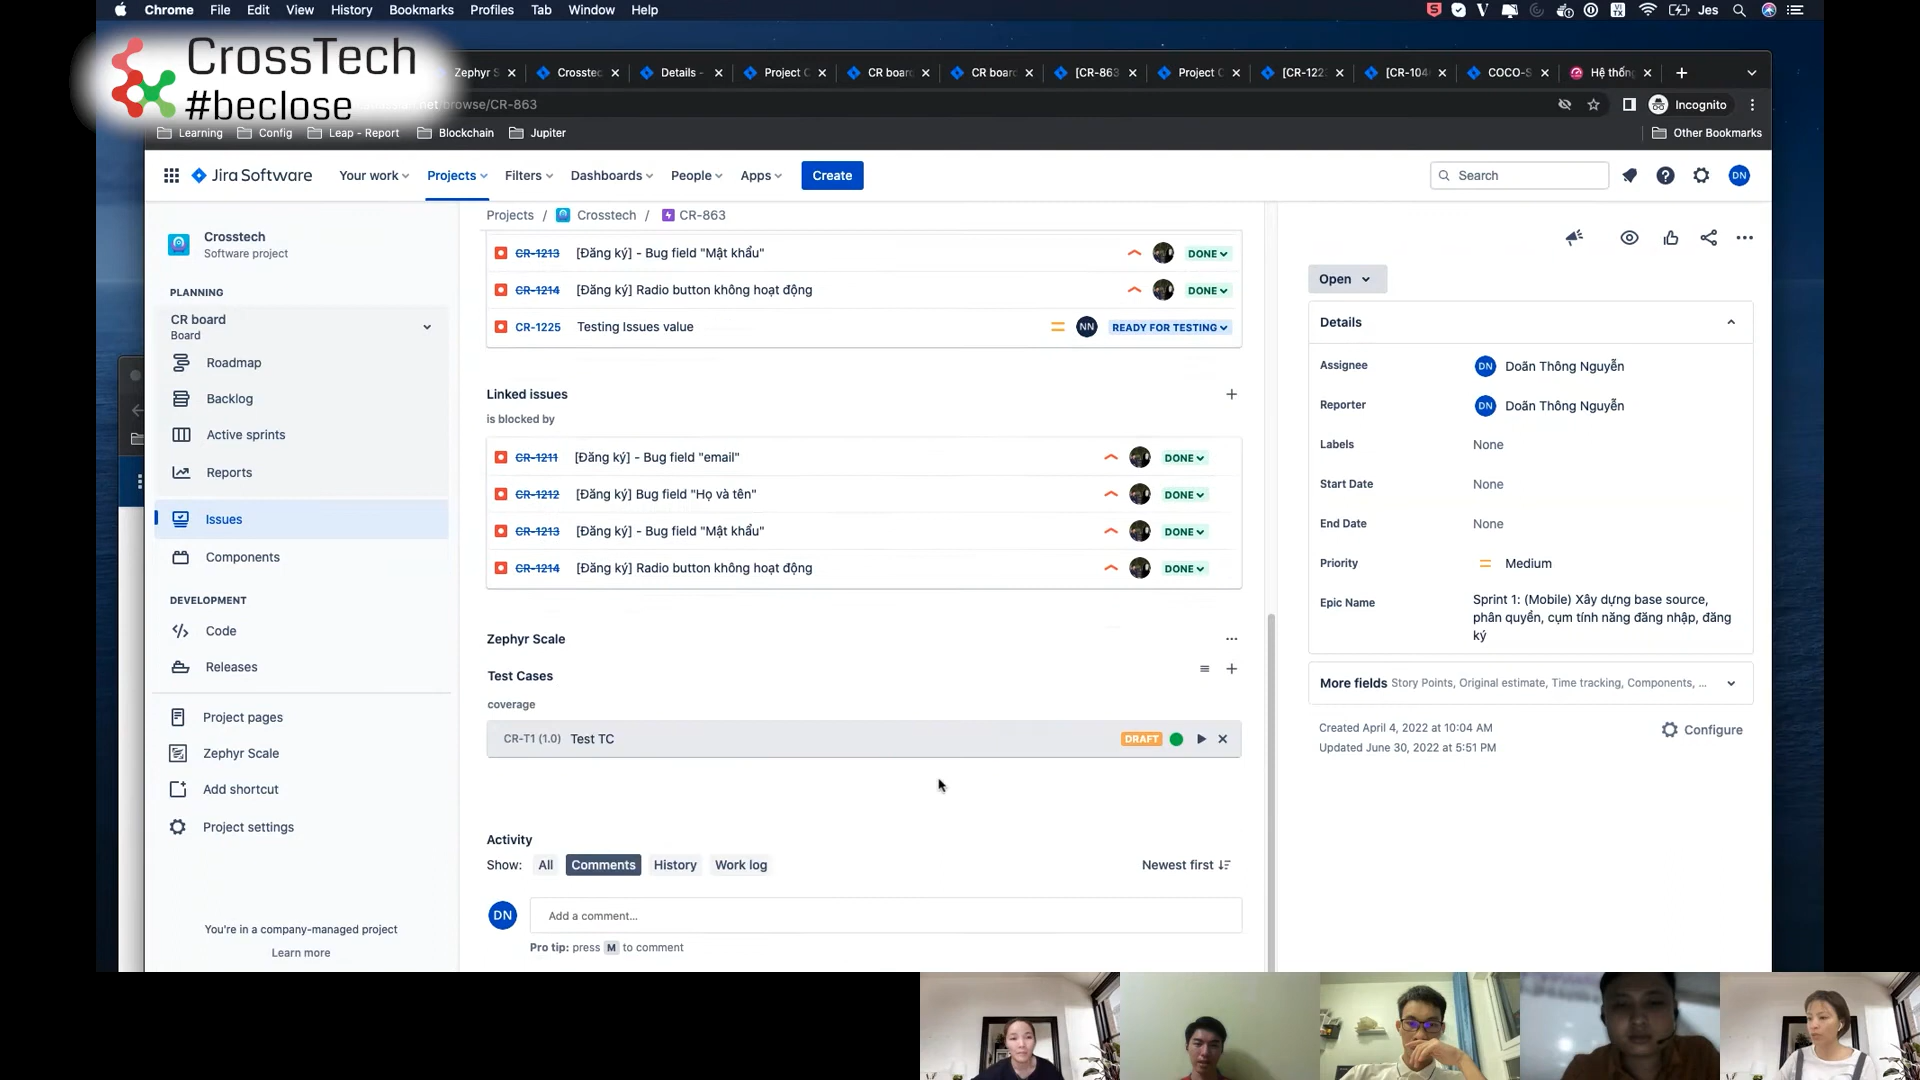 Chrome File Edit View History Bookmarks Profiles Tab Window Help Jes
CrossTech
#beclose
Zephyr S Crosstec Details - Project C CR board CR board [CR-863 Project C [CR-122 [CR-104 COCO-S Hệ thống
net/browse/CR-863 Incognito
Learning Config Leap - Report Blockchain Jupiter Other Bookmarks
Jira Software Your work Projects Filters Dashboards People Apps Create Search DN
Crosstech
Software project
PLANNING
CR board
Board
Roadmap
Backlog
Active sprints
Reports
Issues
Components
DEVELOPMENT
Code
Releases
Project pages
Zephyr Scale
Add shortcut
Project settings
You're in a company-managed project
Learn more
Projects / Crosstech / CR-863
CR-1213 [Đăng ký] - Bug field "Mật khẩu" DONE
CR-1214 [Đăng ký] Radio button không hoạt động DONE
CR-1225 Testing Issues value NN READY FOR TESTING
Linked issues
is blocked by
CR-1211 [Đăng ký] - Bug field "email" DONE
CR-1212 [Đăng ký] Bug field "Họ và tên" DONE
CR-1213 [Đăng ký] - Bug field "Mật khẩu" DONE
CR-1214 [Đăng ký] Radio button không hoạt động DONE
Zephyr Scale
Test Cases
coverage
CR-T1 (1.0) Test TC DRAFT
Activity
Show: All Comments History Work log Newest first
DN Add a comment...
Pro tip: press M to comment
Open
Details
Assignee DN Doãn Thông Nguyễn
Reporter DN Doãn Thông Nguyễn
Labels None
Start Date None
End Date None
Priority Medium
Epic Name Sprint 1: (Mobile) Xây dựng base source,
phân quyền, cụm tính năng đăng nhập, đăng
ký
More fields Story Points, Original estimate, Time tracking, Components, ...
Created April 4, 2022 at 10:04 AM
Updated June 30, 2022 at 5:51 PM
Configure